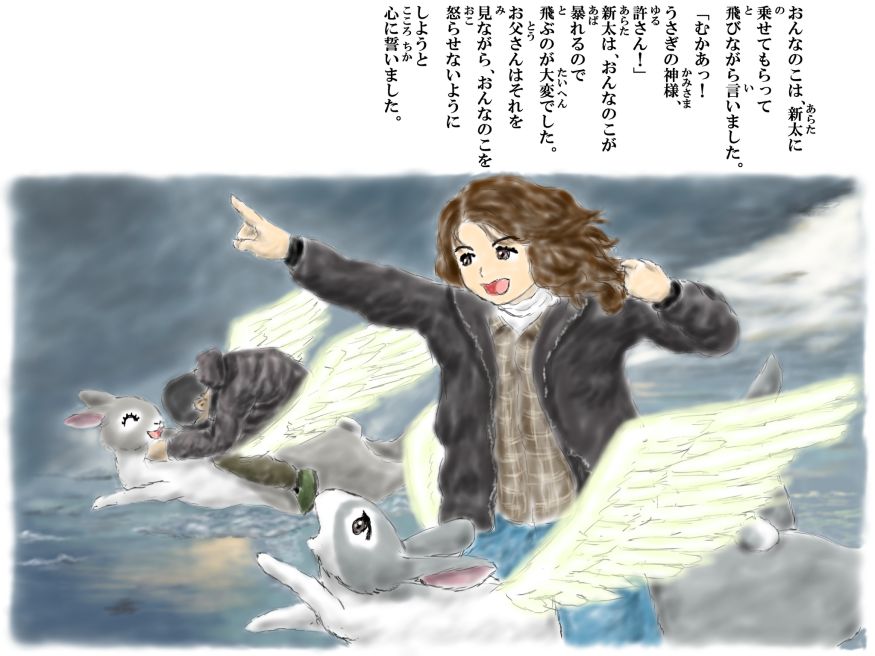 おんなのこは、新太に
乗せてもらって
飛びながら言いました。
「むかあっ！
うさぎの神様、
許さん！」
新太は、おんなのこが
暴れるので
飛ぶのが大変でした。
お父さんはそれを
見ながら、おんなのこを
怒らせないように
しようと
心に誓いました。